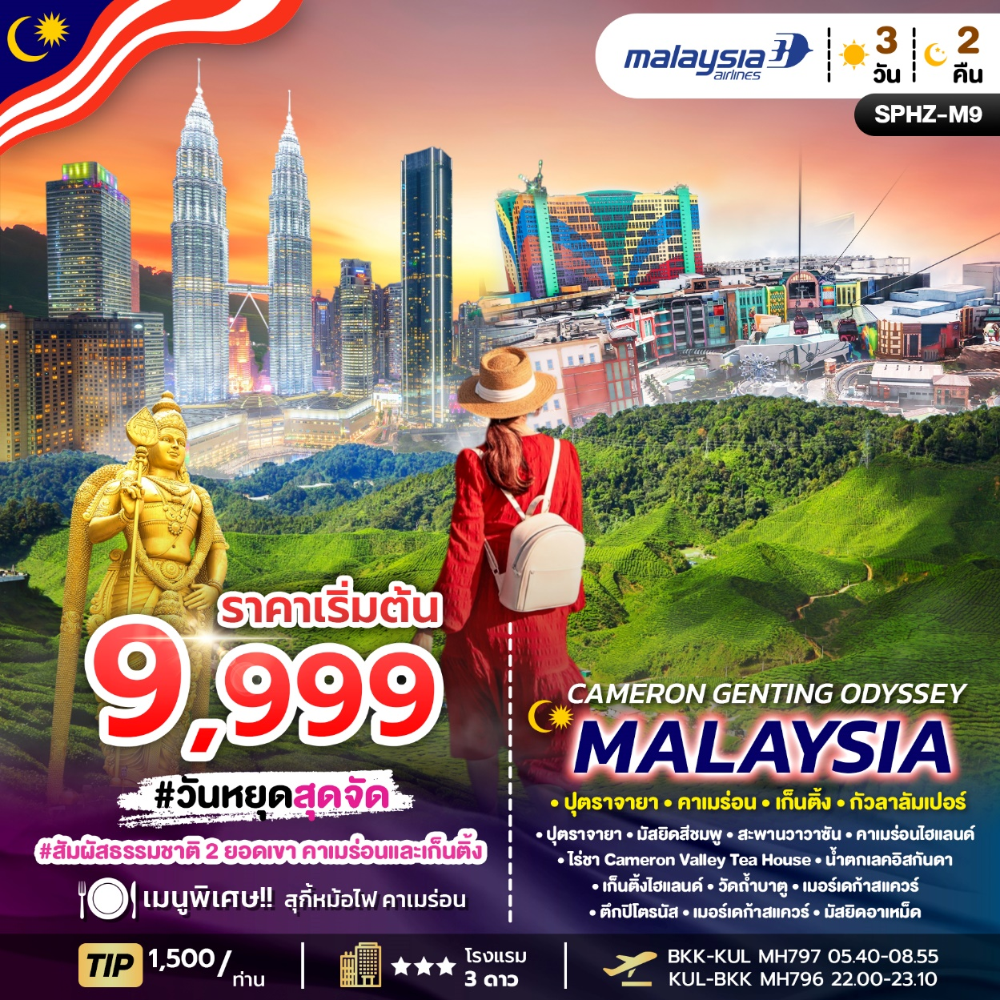 malaysia
airlines
3
วัน
2
คืน
SPHZ-M9
ราคาเริ่มต้น
9,999
#วันหยุดสุดจัด
#สัมผัสธรรมชาติ 2 ยอดเขา คาเมร่อนและเก็นติ้ง
เมนูพิเศษ!! สุกี้หม้อไฟ คาเมร่อน
CAMERON GENTING ODYSSEY
MALAYSIA
• ปุตราจายา • คาเมร่อน • เก็นติ้ง • กัวลาลัมเปอร์
• ปุตราจายา • มัสยิดสีชมพู • สะพานวาวาซัน • คาเมร่อนไฮแลนด์
• ไร่ชา Cameron Valley Tea House • น้ำตกเลคอิสกันดา
• เก็นติ้งไฮแลนด์ • วัดถ้ำบาตู • เมอร์เดก้าสแควร์
• ตึกปิโตรนัส • เมอร์เดก้าสแควร์ • มัสยิดอาเหม็ด
TIP 1,500/ท่าน
โรงแรม
3 ดาว
BKK-KUL MH797 05.40-08.55
KUL-BKK MH796 22.00-23.10